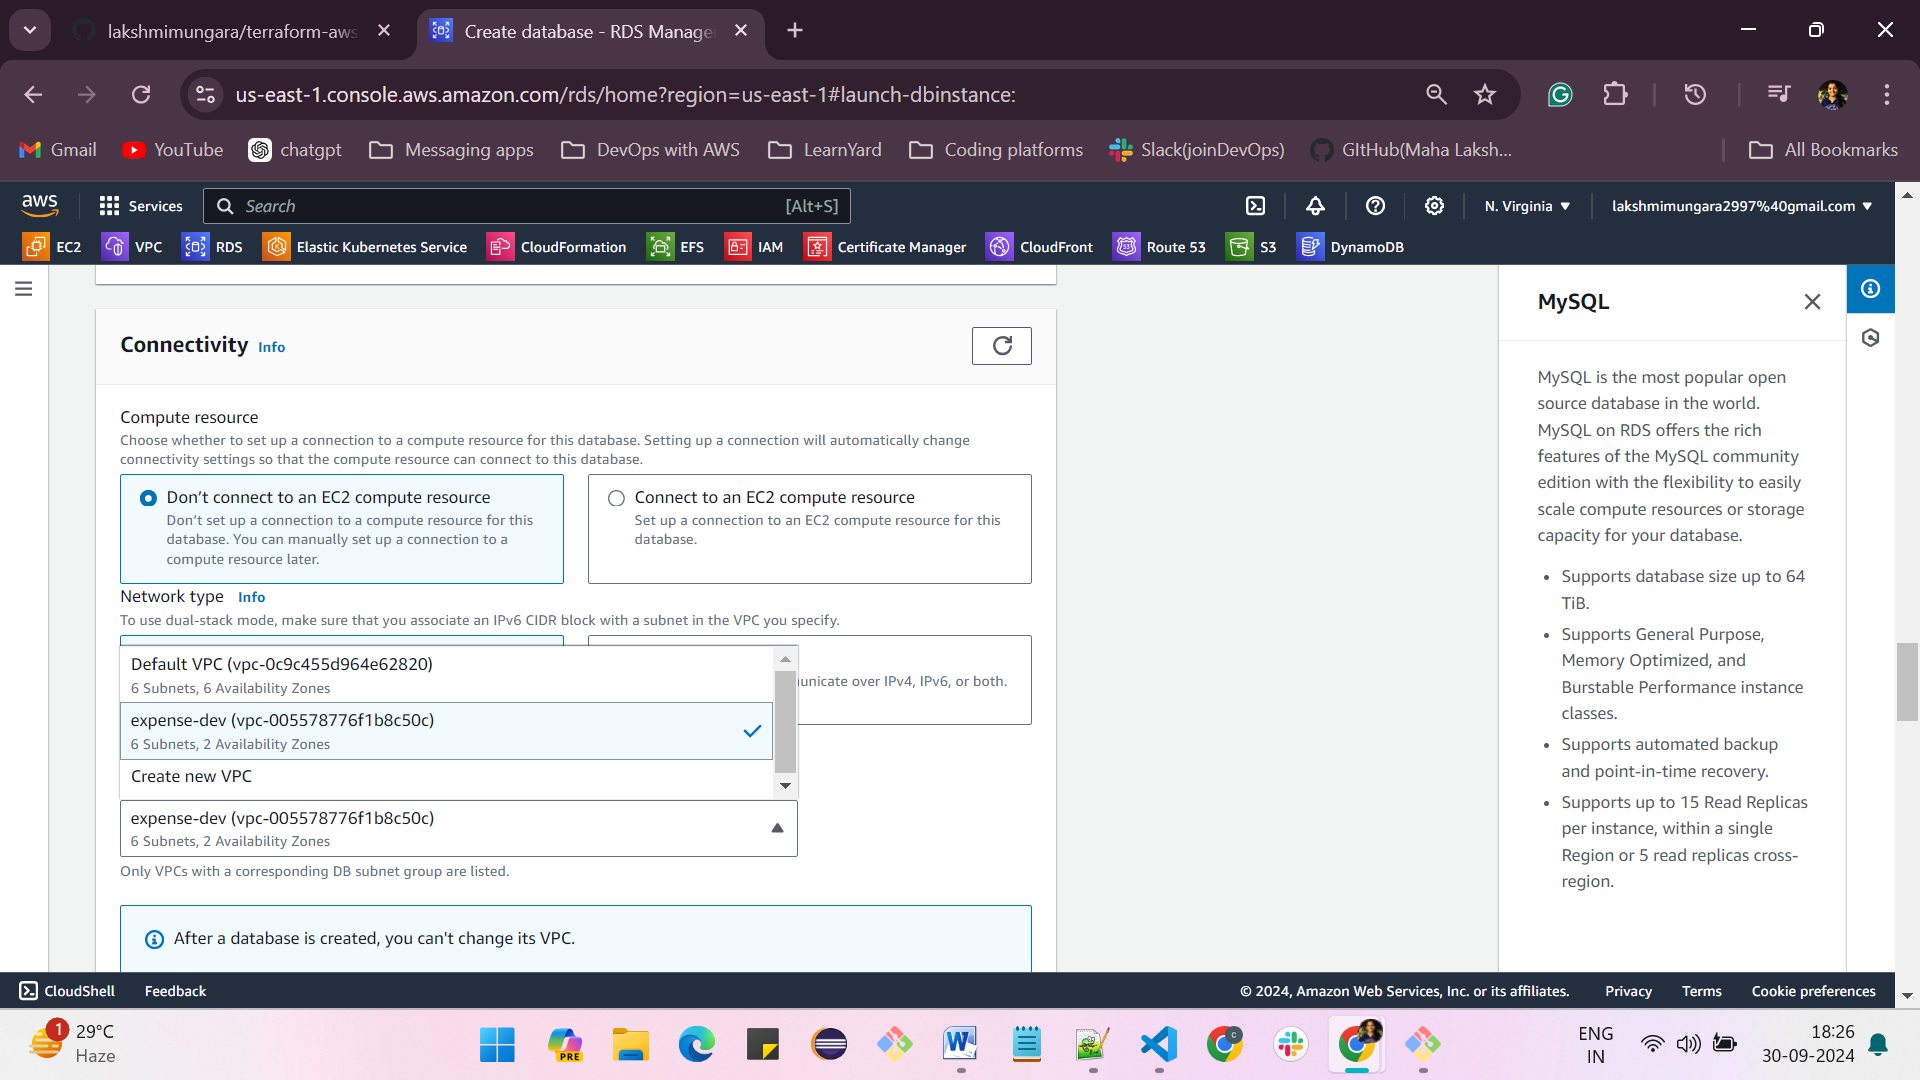 lakshmimungara/terraform-aws
Create database - RDS Manage
us-east-1.console.aws.amazon.com/rds/home?region=us-east-1#launch-dbinstance:
Gmail
YouTube
chatgpt
Messaging apps
DevOps with AWS
LearnYard
Coding platforms
Slack(joinDevOps)
GItHub(Maha Laksh...
All Bookmarks
aws
Services
Search
[Alt+S]
N. Virginia
lakshmimungara2997%40gmail.com
EC2
VPC
RDS
Elastic Kubernetes Service
CloudFormation
EFS
IAM
Certificate Manager
CloudFront
Route 53
S3
DynamoDB
Connectivity Info
Compute resource
Choose whether to set up a connection to a compute resource for this database. Setting up a connection will automatically change
connectivity settings so that the compute resource can connect to this database.
Don't connect to an EC2 compute resource
Don't set up a connection to a compute resource for this
database. You can manually set up a connection to a
compute resource later.
Connect to an EC2 compute resource
Set up a connection to an EC2 compute resource for this
database.
Network type Info
To use dual-stack mode, make sure that you associate an IPv6 CIDR block with a subnet in the VPC you specify.
over IPv4, IPv6, or both.
Default VPC (vpc-0c9c455d964e62820)
6 Subnets, 6 Availability Zones
expense-dev (vpc-005578776f1b8c50c)
6 Subnets, 2 Availability Zones
Create new VPC
expense-dev (vpc-005578776f1b8c50c)
6 Subnets, 2 Availability Zones
Only VPCs with a corresponding DB subnet group are listed.
After a database is created, you can't change its VPC.
MySQL
MySQL is the most popular open
source database in the world.
MySQL on RDS offers the rich
features of the MySQL community
edition with the flexibility to easily
scale compute resources or storage
capacity for your database.
• Supports database size up to 64
TiB.
• Supports General Purpose,
Memory Optimized, and
Burstable Performance instance
classes.
• Supports automated backup
and point-in-time recovery.
• Supports up to 15 Read Replicas
per instance, within a single
Region or 5 read replicas cross-
region.
CloudShell
Feedback
© 2024, Amazon Web Services, Inc. or its affiliates.
Privacy
Terms
Cookie preferences
1
29°C
Haze
PRE
ENG
IN
18:26
30-09-2024